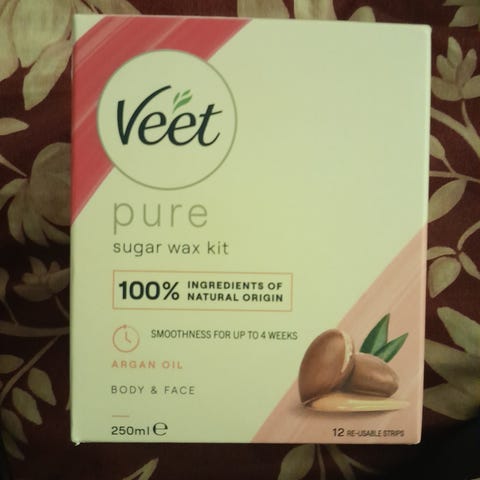 Veet
pure
sugar wax kit
100% INGREDIENTS OF
NATURAL ORIGIN
SMOOTHNESS FOR UP TO 4 WEEKS
ARGAN OIL
BODY & FACE
250ml ℮
12 RE-USABLE STRIPS